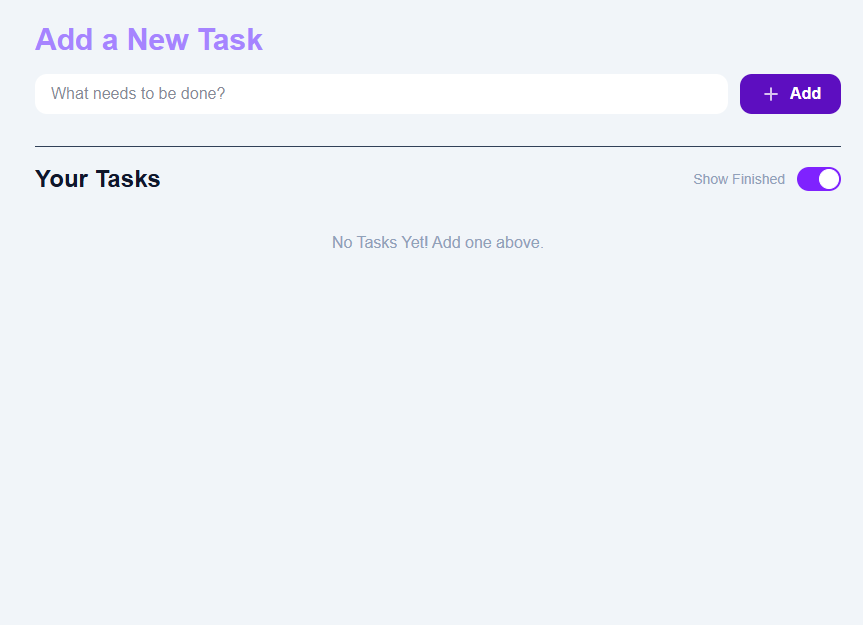 Add a New Task
What needs to be done?
+ Add
Your Tasks
Show Finished
No Tasks Yet! Add one above.